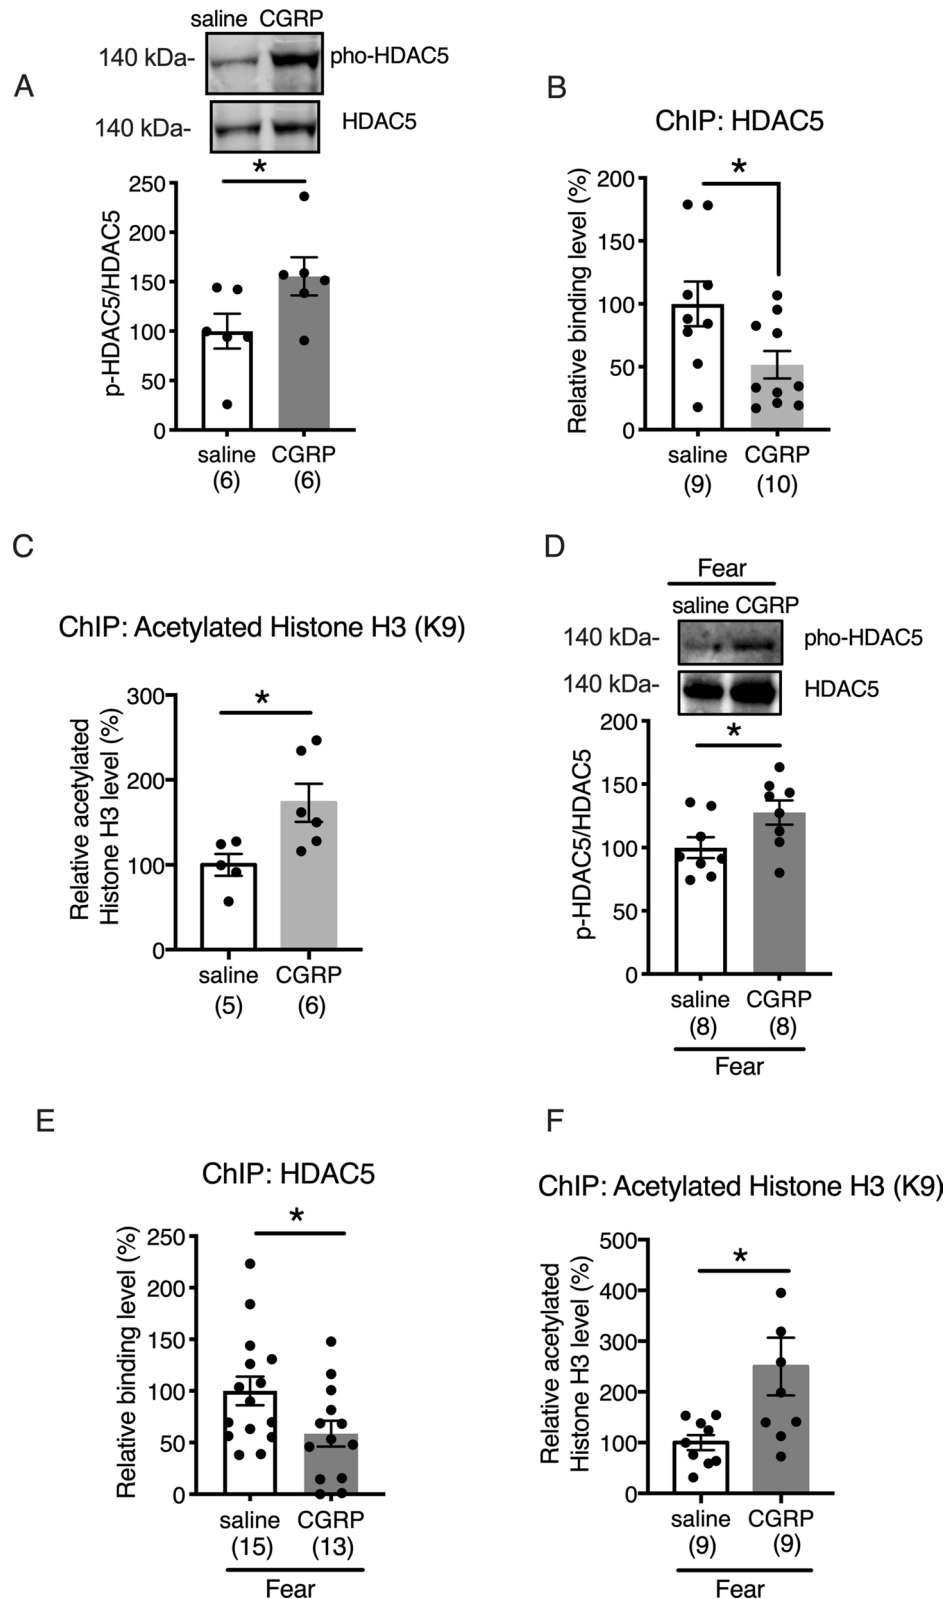 A
saline CGRP
140 kDa- pho-HDAC5
140 kDa- HDAC5
*
p-HDAC5/HDAC5
250
200
150
100
50
0
saline CGRP
(6) (6)
B
ChIP: HDAC5
*
Relative binding level (%)
200
150
100
50
0
saline CGRP
(9) (10)
C
ChIP: Acetylated Histone H3 (K9)
*
Relative acetylated
Histone H3 level (%)
300
200
100
0
saline CGRP
(5) (6)
D
Fear
saline CGRP
140 kDa- pho-HDAC5
140 kDa- HDAC5
*
p-HDAC5/HDAC5
200
150
100
50
0
saline CGRP
(8) (8)
Fear
E
ChIP: HDAC5
*
Relative binding level (%)
250
200
150
100
50
0
saline CGRP
(15) (13)
Fear
F
ChIP: Acetylated Histone H3 (K9)
*
Relative acetylated
Histone H3 level (%)
500
400
300
200
100
0
saline CGRP
(9) (9)
Fear